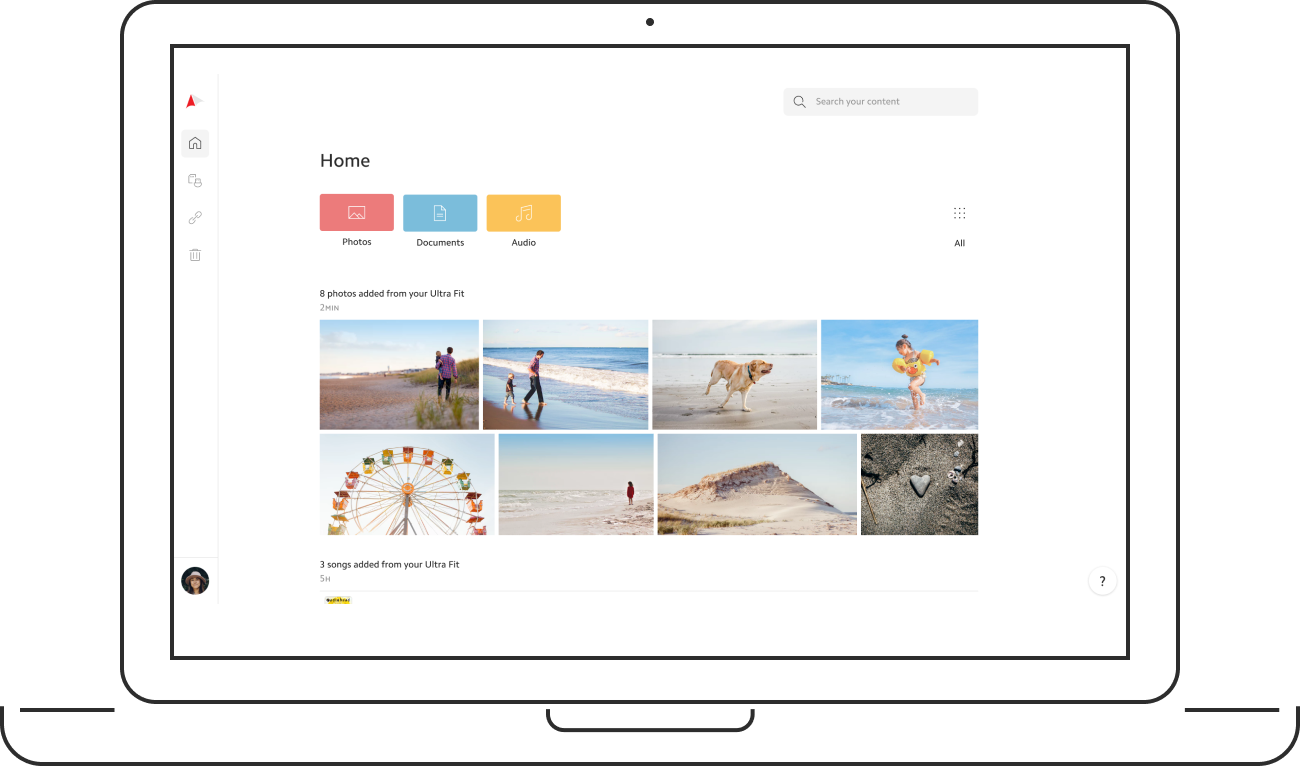 Search your content
Home
Photos
Documents
Audio
All
8 photos added from your Ultra Fit
2MIN
3 songs added from your Ultra Fit
5H
?